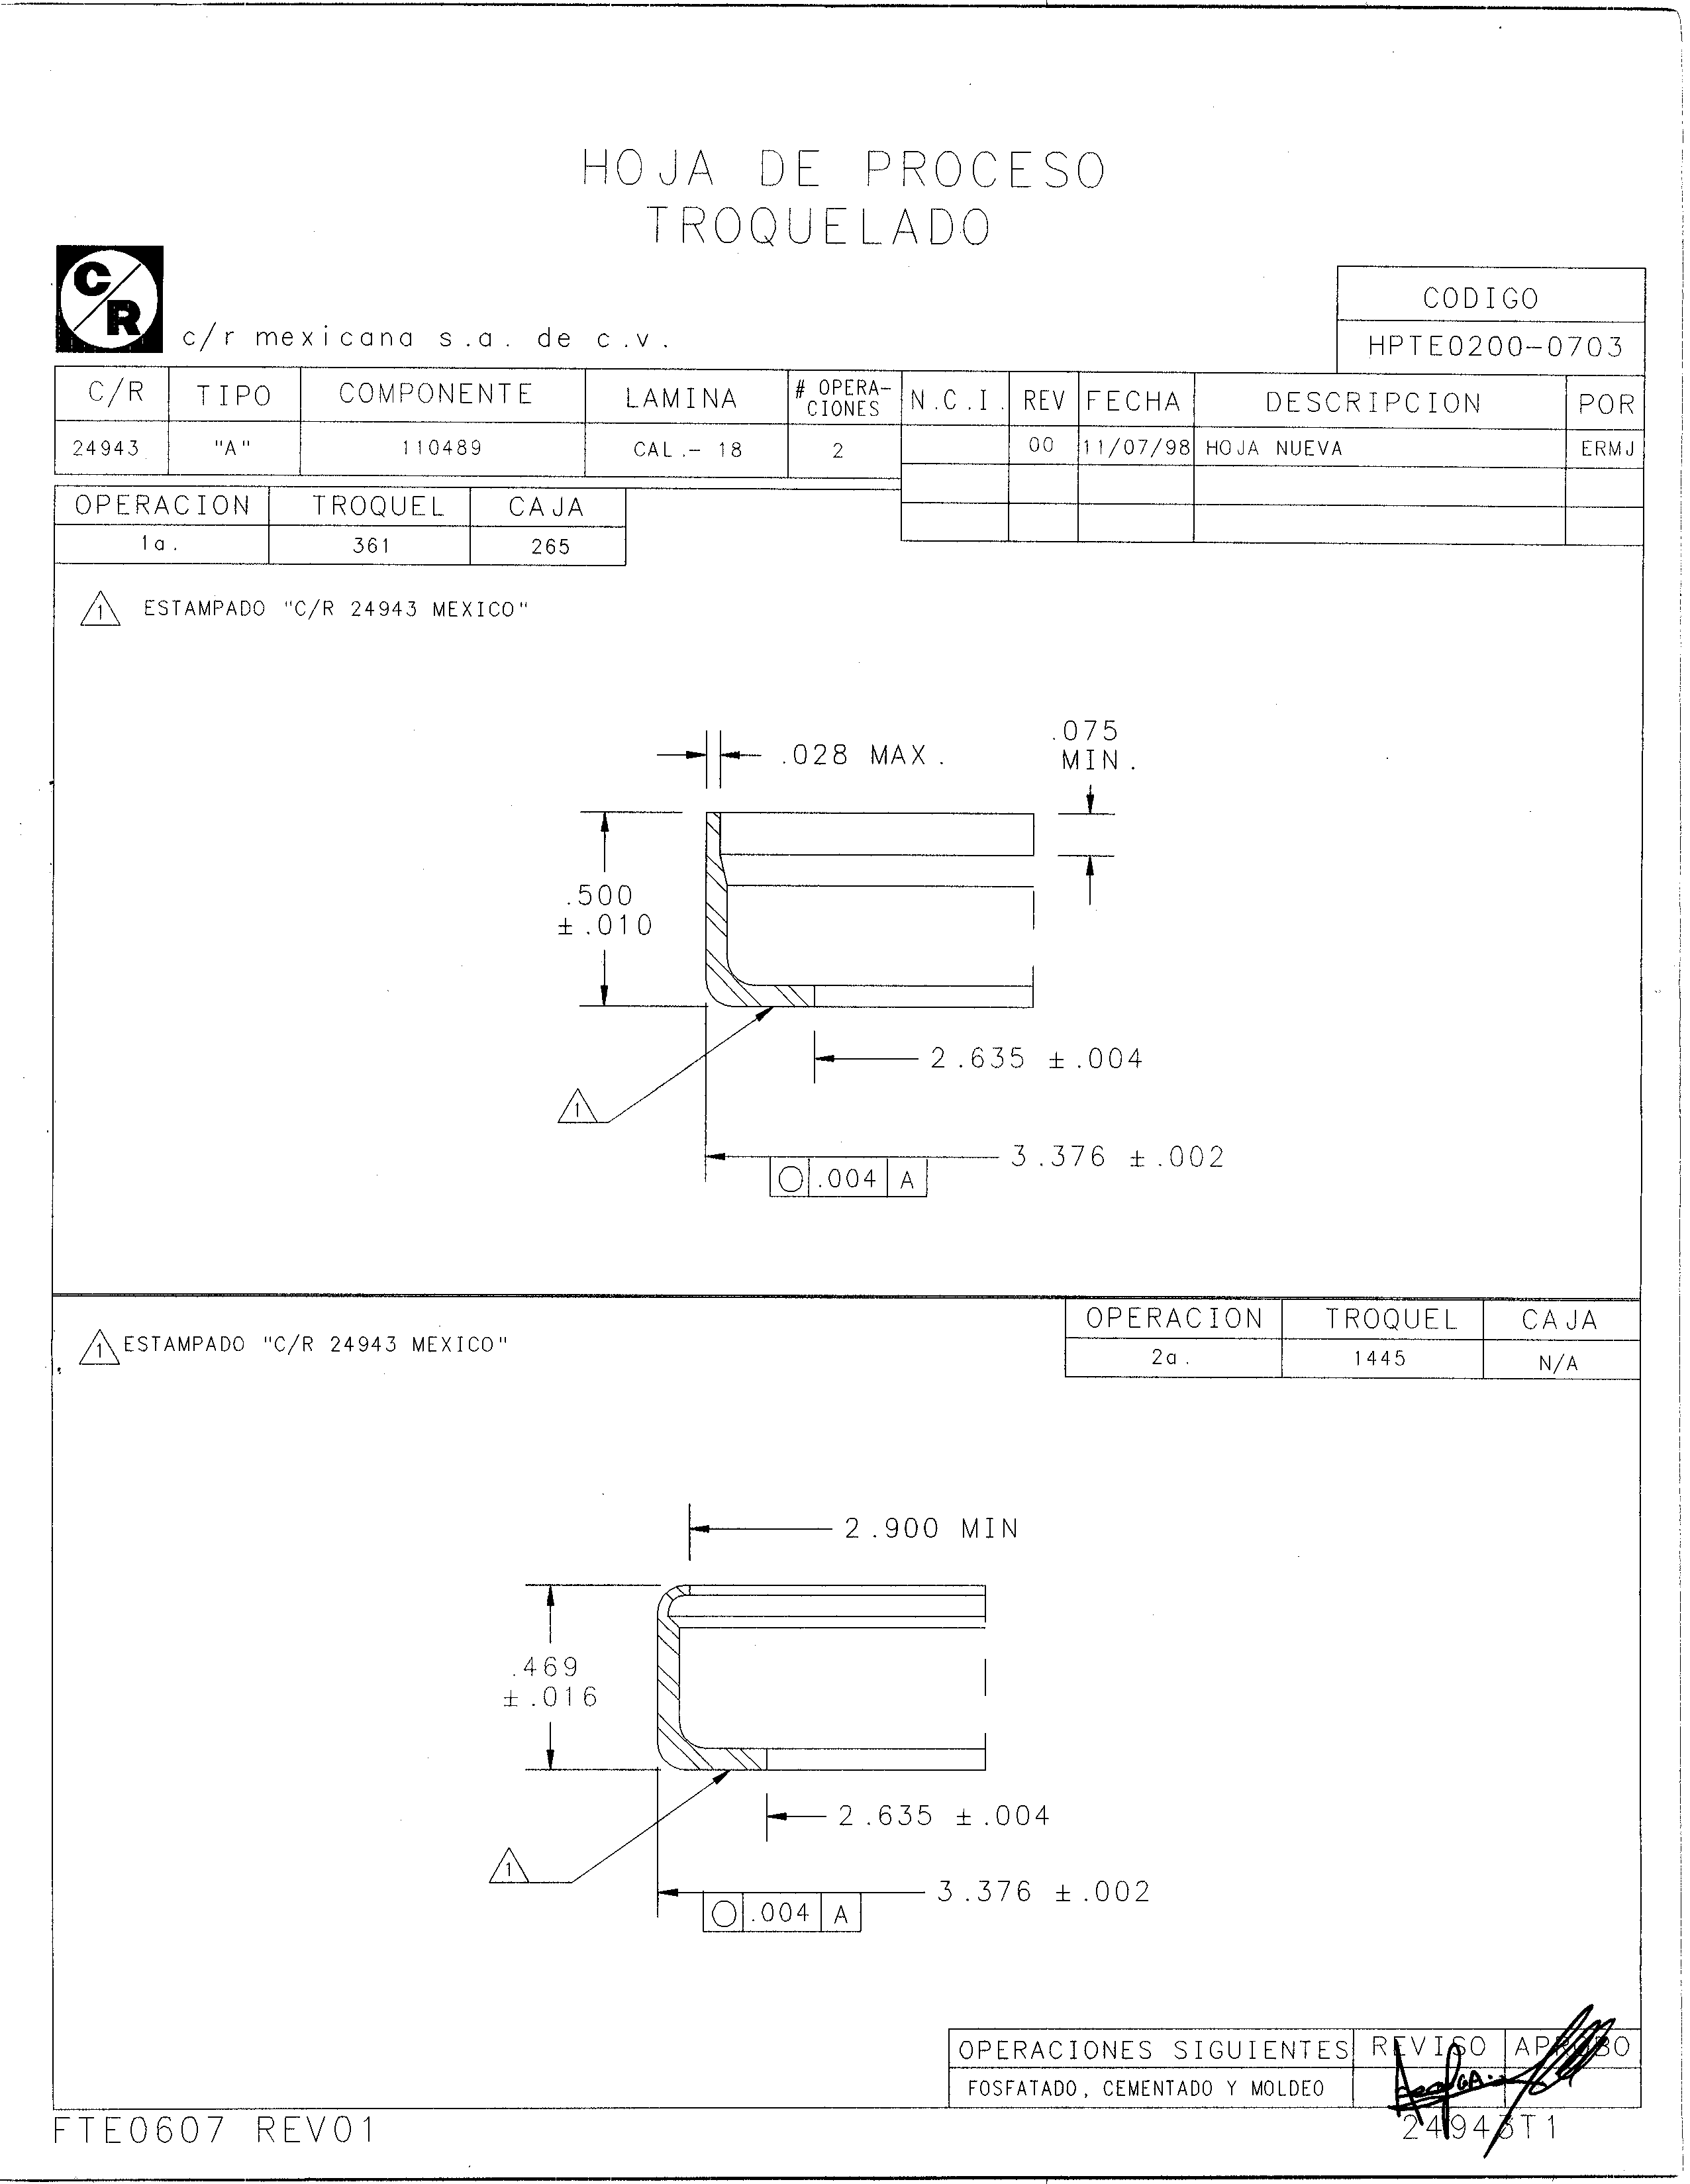 HOJA DE PROCESO
TROQUELADO
C/R
c/r mexicana s.a. de c.v.
CODIGO
HPTE0200-0703
C/R TIPO COMPONENTE LAMINA # OPERA-CIONES N.C.I. REV FECHA DESCRIPCION POR
24943 "A" 110489 CAL.- 18 2 00 11/07/98 HOJA NUEVA ERMJ
OPERACION TROQUEL CAJA
1a. 361 265
1 ESTAMPADO "C/R 24943 MEXICO"
.028 MAX.
.075
MIN.
.500
±.010
2.635 ±.004
1
3.376 ±.002
.004 A
OPERACION TROQUEL CAJA
2a. 1445 N/A
1 ESTAMPADO "C/R 24943 MEXICO"
2.900 MIN
.469
±.016
2.635 ±.004
1
3.376 ±.002
.004 A
OPERACIONES SIGUIENTES REVISO APROBO
FOSFATADO, CEMENTADO Y MOLDEO
FTE0607 REV01
24943T1